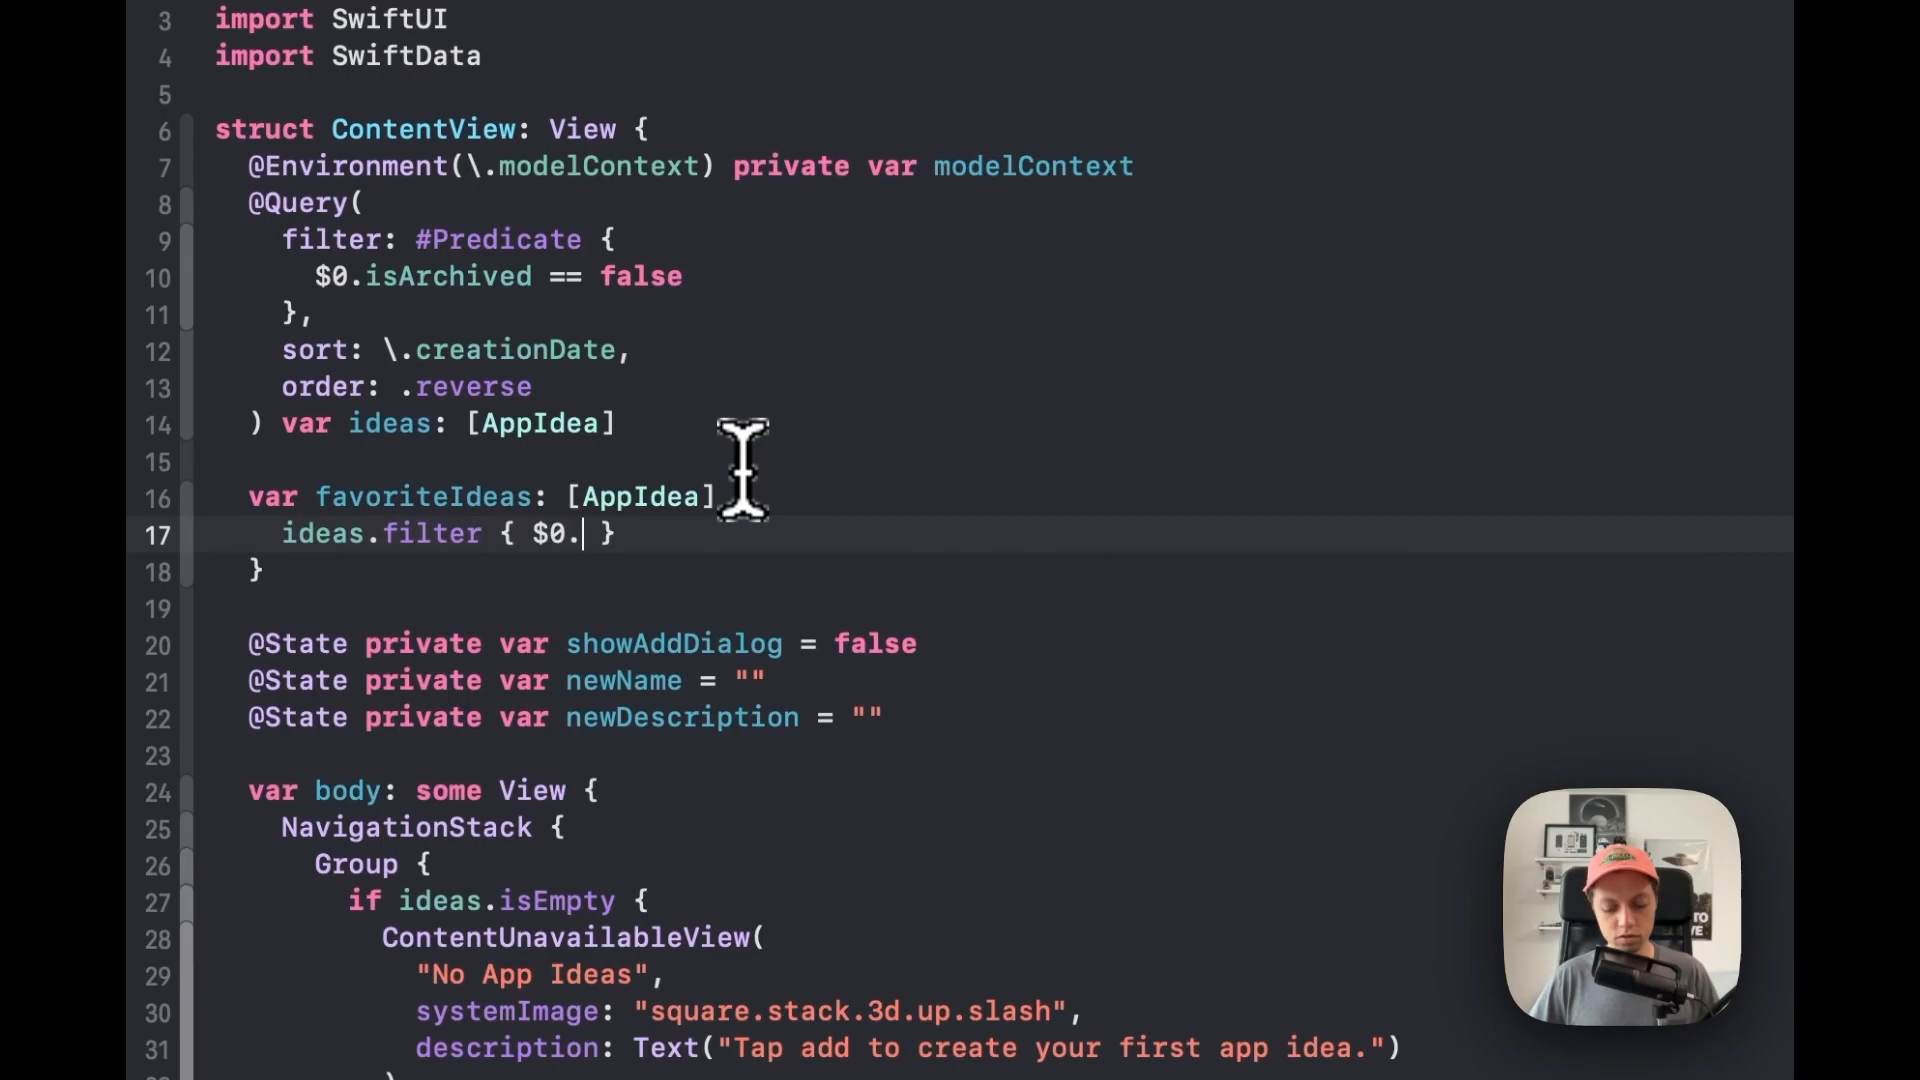 3 import SwiftUI
4 import SwiftData
5
6 struct ContentView: View {
7 @Environment(\.modelContext) private var modelContext
8 @Query(
9 filter: #Predicate {
10 $0.isArchived == false
11 },
12 sort: \.creationDate,
13 order: .reverse
14 ) var ideas: [AppIdea]
15
16 var favoriteIdeas: [AppIdea]
17 ideas.filter { $0. }
18 }
19
20 @State private var showAddDialog = false
21 @State private var newName = ""
22 @State private var newDescription = ""
23
24 var body: some View {
25 NavigationStack {
26 Group {
27 if ideas.isEmpty {
28 ContentUnavailableView(
29 "No App Ideas",
30 systemImage: "square.stack.3d.up.slash",
31 description: Text("Tap add to create your first app idea.")